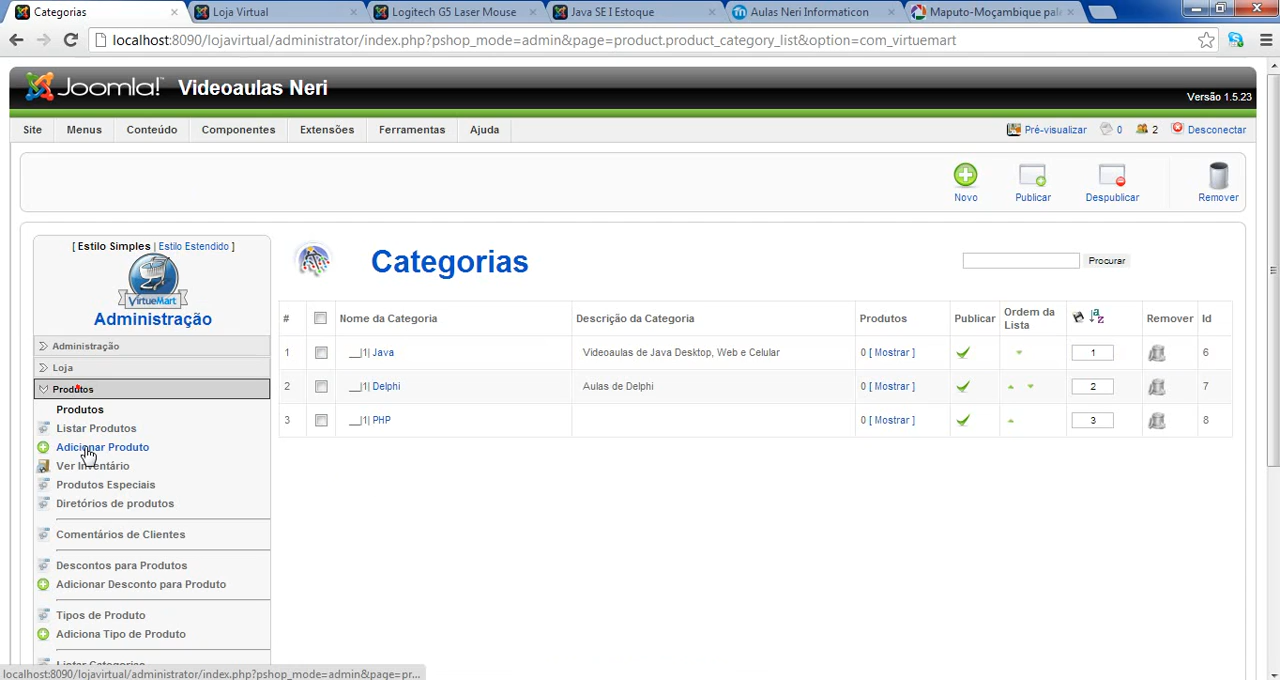 Categorias
Loja Virtual
Logitech G5 Laser Mouse
Java SE I Estoque
Aulas Neri Informaticon
Maputo-Moçambique pal
localhost:8090/lojavirtual/administrator/index.php?pshop_mode=admin&page=product.product_category_list&option=com_virtuemart
Joomla! Videoaulas Neri
Versão 1.5.23
Site Menus Conteúdo Componentes Extensões Ferramentas Ajuda Pré-visualizar 0 2 Desconectar
Novo Publicar Despublicar Remover
[ Estilo Simples | Estilo Estendido ]
VirtueMart
Administração
Administração
Loja
Produtos
Produtos
Listar Produtos
Adicionar Produto
Ver Inventário
Produtos Especiais
Diretórios de produtos
Comentários de Clientes
Descontos para Produtos
Adicionar Desconto para Produto
Tipos de Produto
Adiciona Tipo de Produto
Listar Categorias
Categorias
Procurar
# Nome da Categoria Descrição da Categoria Produtos Publicar Ordem da Lista Remover Id
1 __|1| Java Videoaulas de Java Desktop, Web e Celular 0 [ Mostrar ] 1 6
2 __|1| Delphi Aulas de Delphi 0 [ Mostrar ] 2 7
3 __|1| PHP 0 [ Mostrar ] 3 8
localhost:8090/lojavirtual/administrator/index.php?pshop_mode=admin&page=pr...